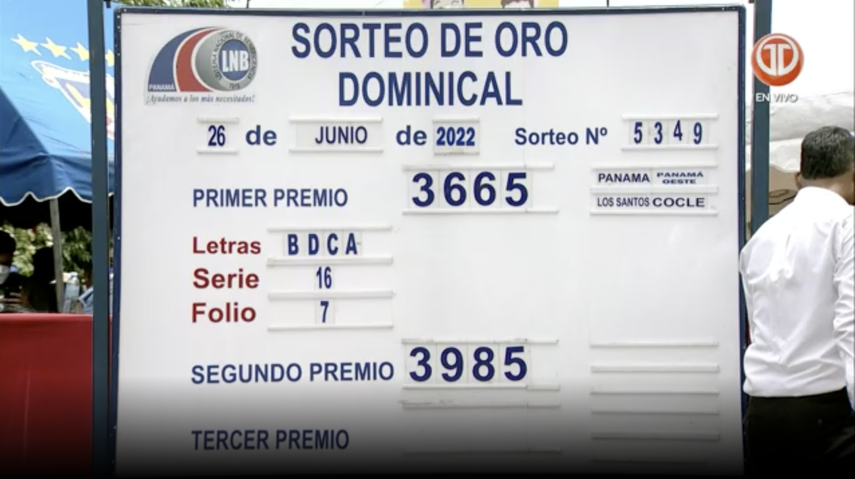 SORTEO DE ORO
DOMINICAL
LNB
PANAMÁ
¡Ayudamos a los más necesitados!
EN VIVO
26 de JUNIO de 2022 Sorteo Nº 5349
PRIMER PREMIO 3665 PANAMA PANAMÁ OESTE
LOS SANTOS COCLE
Letras BDCA
Serie 16
Folio 7
SEGUNDO PREMIO 3985
TERCER PREMIO